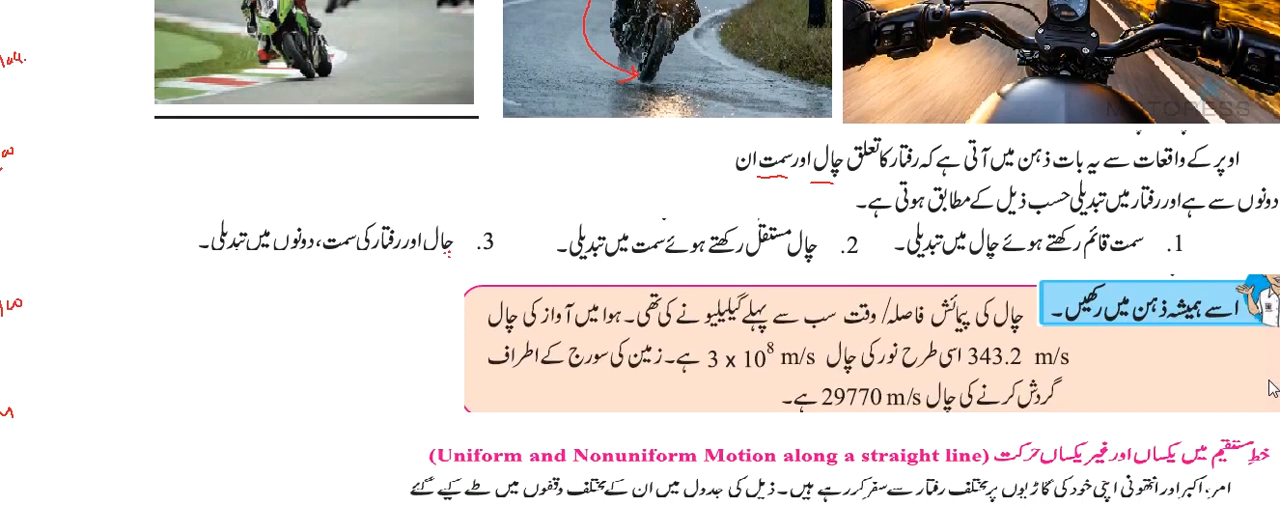 MOTORESS
اوپر کے واقعات سے یہ بات ذہن میں آتی ہے کہ رفتار کا تعلق چال اور سمت ان
دونوں سے ہے اور رفتار میں تبدیلی حسب ذیل کے مطابق ہوتی ہے۔
1. سمت قائم رکھتے ہوئے چال میں تبدیلی۔ 2. چال مستقل رکھتے ہوئے سمت میں تبدیلی۔ 3. چال اور رفتار کی سمت، دونوں میں تبدیلی۔
اسے ہمیشہ ذہن میں رکھیں۔
چال کی پیمائش فاصلہ/ وقت سب سے پہلے گیلیلیو نے کی تھی۔ ہوا میں آواز کی چال
343.2 m/s اسی طرح نور کی چال 3 x 10⁸ m/s ہے۔ زمین کی سورج کے اطراف
گردش کرنے کی چال 29770 m/s ہے۔
خطِ مستقیم میں یکساں اور غیر یکساں حرکت (Uniform and Nonuniform Motion along a straight line)
امر، اکبر اور انتھونی اپنی خود کی گاڑیوں پر مختلف رفتار سے سفر کر رہے ہیں۔ ذیل کی جدول میں ان کے مختلف وقفوں میں طے کیے گئے